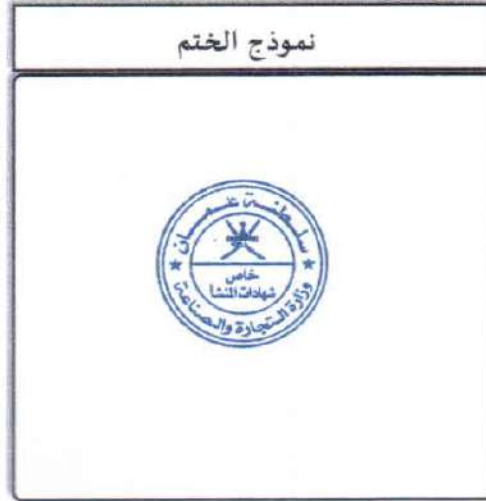 نموذج الختم
سلطنة عمان
خاص
شهادات المنشأ
وزارة التجارة والصناعة